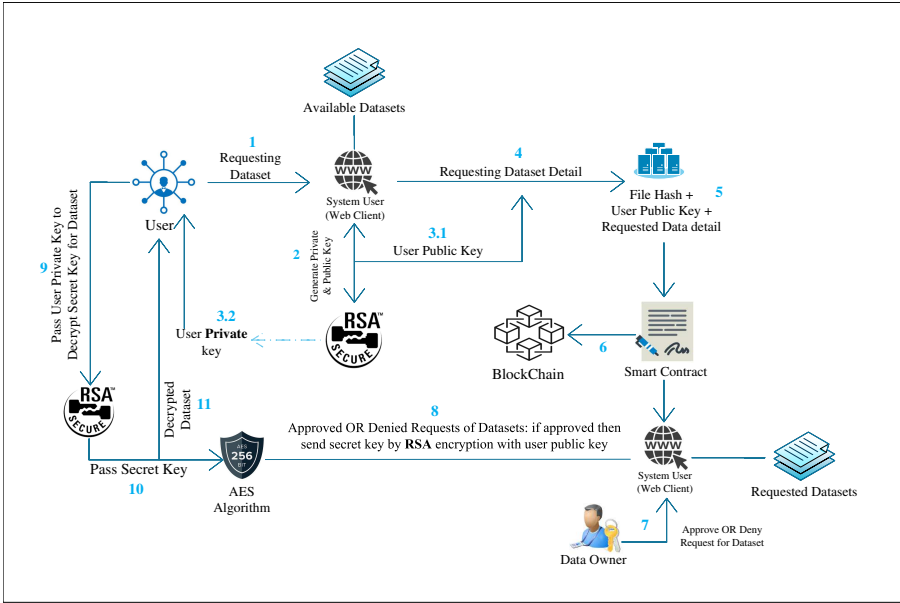 Available Datasets
1
Requesting
Dataset
WWW
System User
(Web Client)
4
Requesting Dataset Detail
File Hash +
User Public Key +
Requested Data detail
5
User
3.1
User Public Key
2
Generate Private
& Public Key
9
Pass User Private Key to
Decrypt Secret Key for Dataset
3.2
User Private
key
RSA™
SECURE
BlockChain
6
Smart Contract
RSA™
SECURE
Decrypted
Dataset
11
8
Approved OR Denied Requests of Datasets: if approved then
send secret key by RSA encryption with user public key
AES
256
BIT
AES
Algorithm
Pass Secret Key
10
WWW
System User
(Web Client)
Requested Datasets
7
Approve OR Deny
Request for Dataset
Data Owner